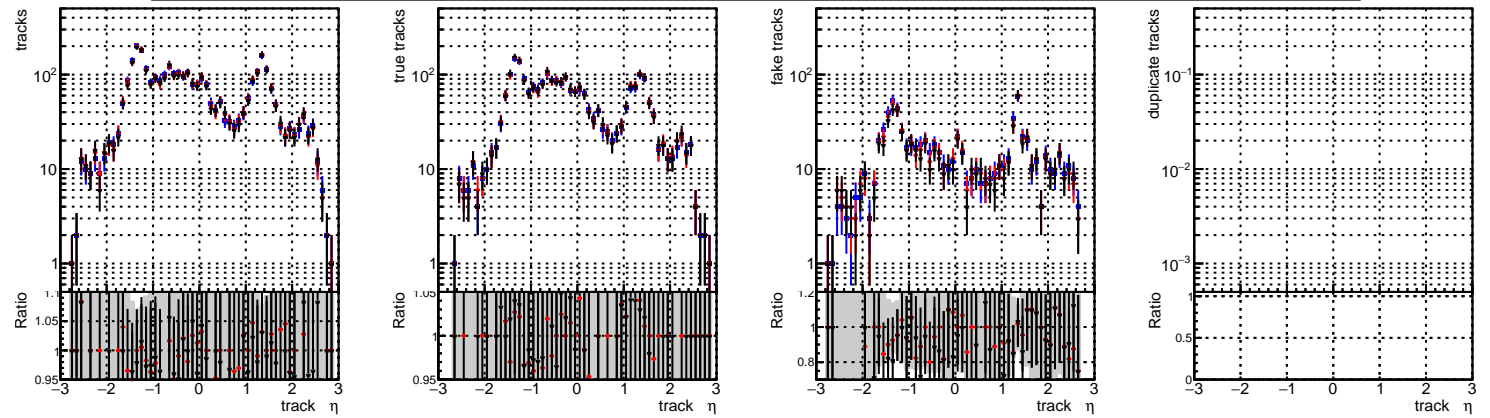 tracks
10²
10
1
Ratio
1.1
1.05
1
0.95
−3 −2 −1 0 1 2 3
track η
true tracks
10²
10
1
Ratio
1.05
1
0.95
−3 −2 −1 0 1 2 3
track η
fake tracks
10²
10
1
Ratio
1.2
1
0.8
−3 −2 −1 0 1 2 3
track η
duplicate tracks
10⁻¹
10⁻²
10⁻³
Ratio
1
0.5
0
−3 −2 −1 0 1 2 3
track η